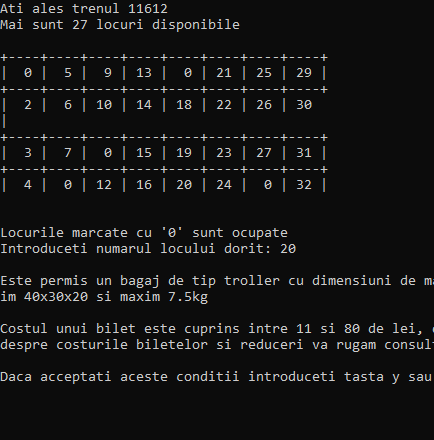 Ati ales trenul 11612
Mai sunt 27 locuri disponibile
+----+----+----+----+----+----+----+----+
| 0 | 5 | 9 | 13 | 0 | 21 | 25 | 29 |
+----+----+----+----+----+----+----+----+
| 2 | 6 | 10 | 14 | 18 | 22 | 26 | 30
|
+----+----+----+----+----+----+----+----+
| 3 | 7 | 0 | 15 | 19 | 23 | 27 | 31 |
+----+----+----+----+----+----+----+----+
| 4 | 0 | 12 | 16 | 20 | 24 | 0 | 32 |
Locurile marcate cu '0' sunt ocupate
Introduceti numarul locului dorit: 20
Este permis un bagaj de tip troller cu dimensiuni de
im 40x30x20 si maxim 7.5kg
Costul unui bilet este cuprins intre 11 si 80 de lei,
despre costurile biletelor si reduceri va rugam
Daca acceptati aceste conditii introduceti tasta y sau